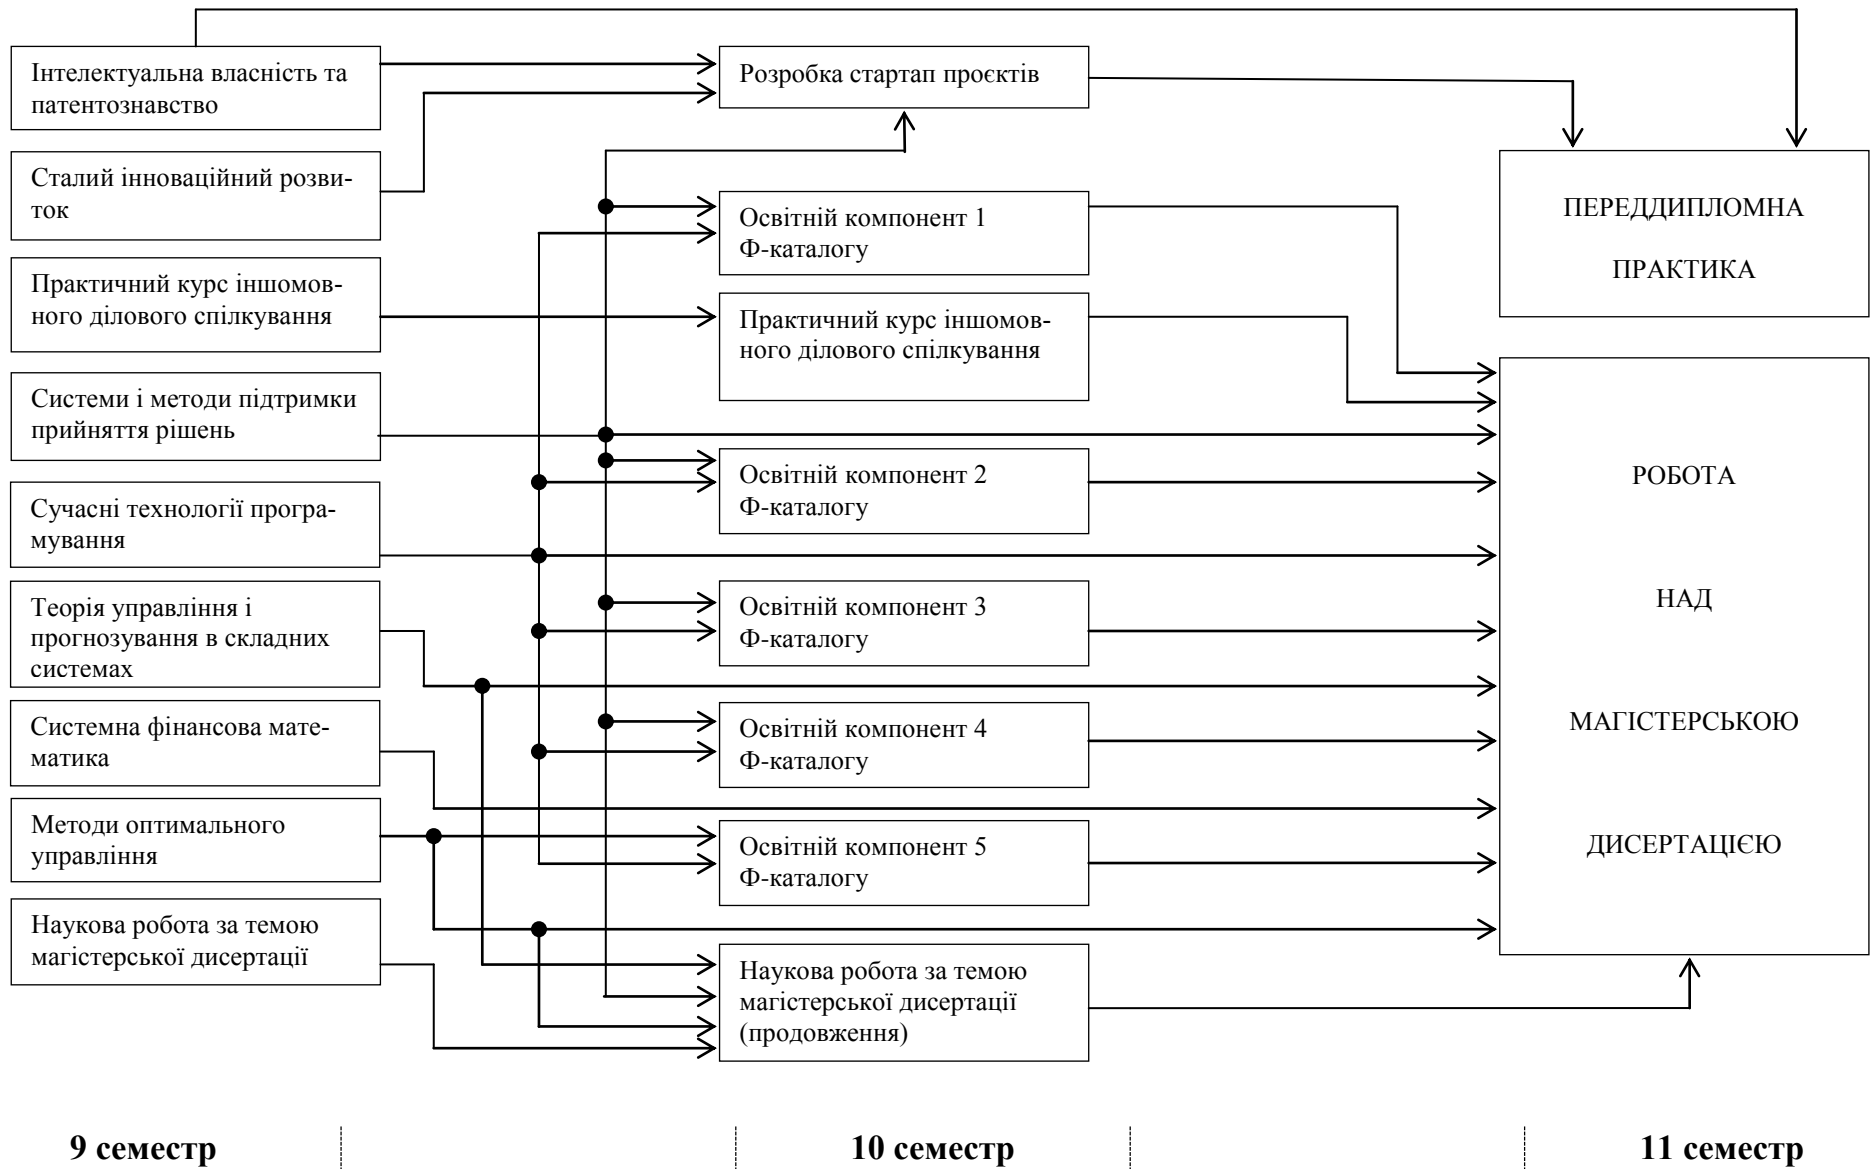 Інтелектуальна власність та
патентознавство
Сталий інноваційний розви-
ток
Практичний курс іншомов-
ного ділового спілкування
Системи і методи підтримки
прийняття рішень
Сучасні технології програ-
мування
Теорія управління і
прогнозування в складних
системах
Системна фінансова мате-
матика
Методи оптимального
управління
Наукова робота за темою
магістерської дисертації
Розробка стартап проєктів
Освітній компонент 1
Ф-каталогу
Практичний курс іншомов-
ного ділового спілкування
Освітній компонент 2
Ф-каталогу
Освітній компонент 3
Ф-каталогу
Освітній компонент 4
Ф-каталогу
Освітній компонент 5
Ф-каталогу
Наукова робота за темою
магістерської дисертації
(продовження)
ПЕРЕДДИПЛОМНА
ПРАКТИКА
РОБОТА
НАД
МАГІСТЕРСЬКОЮ
ДИСЕРТАЦІЄЮ
9 семестр
10 семестр
11 семестр